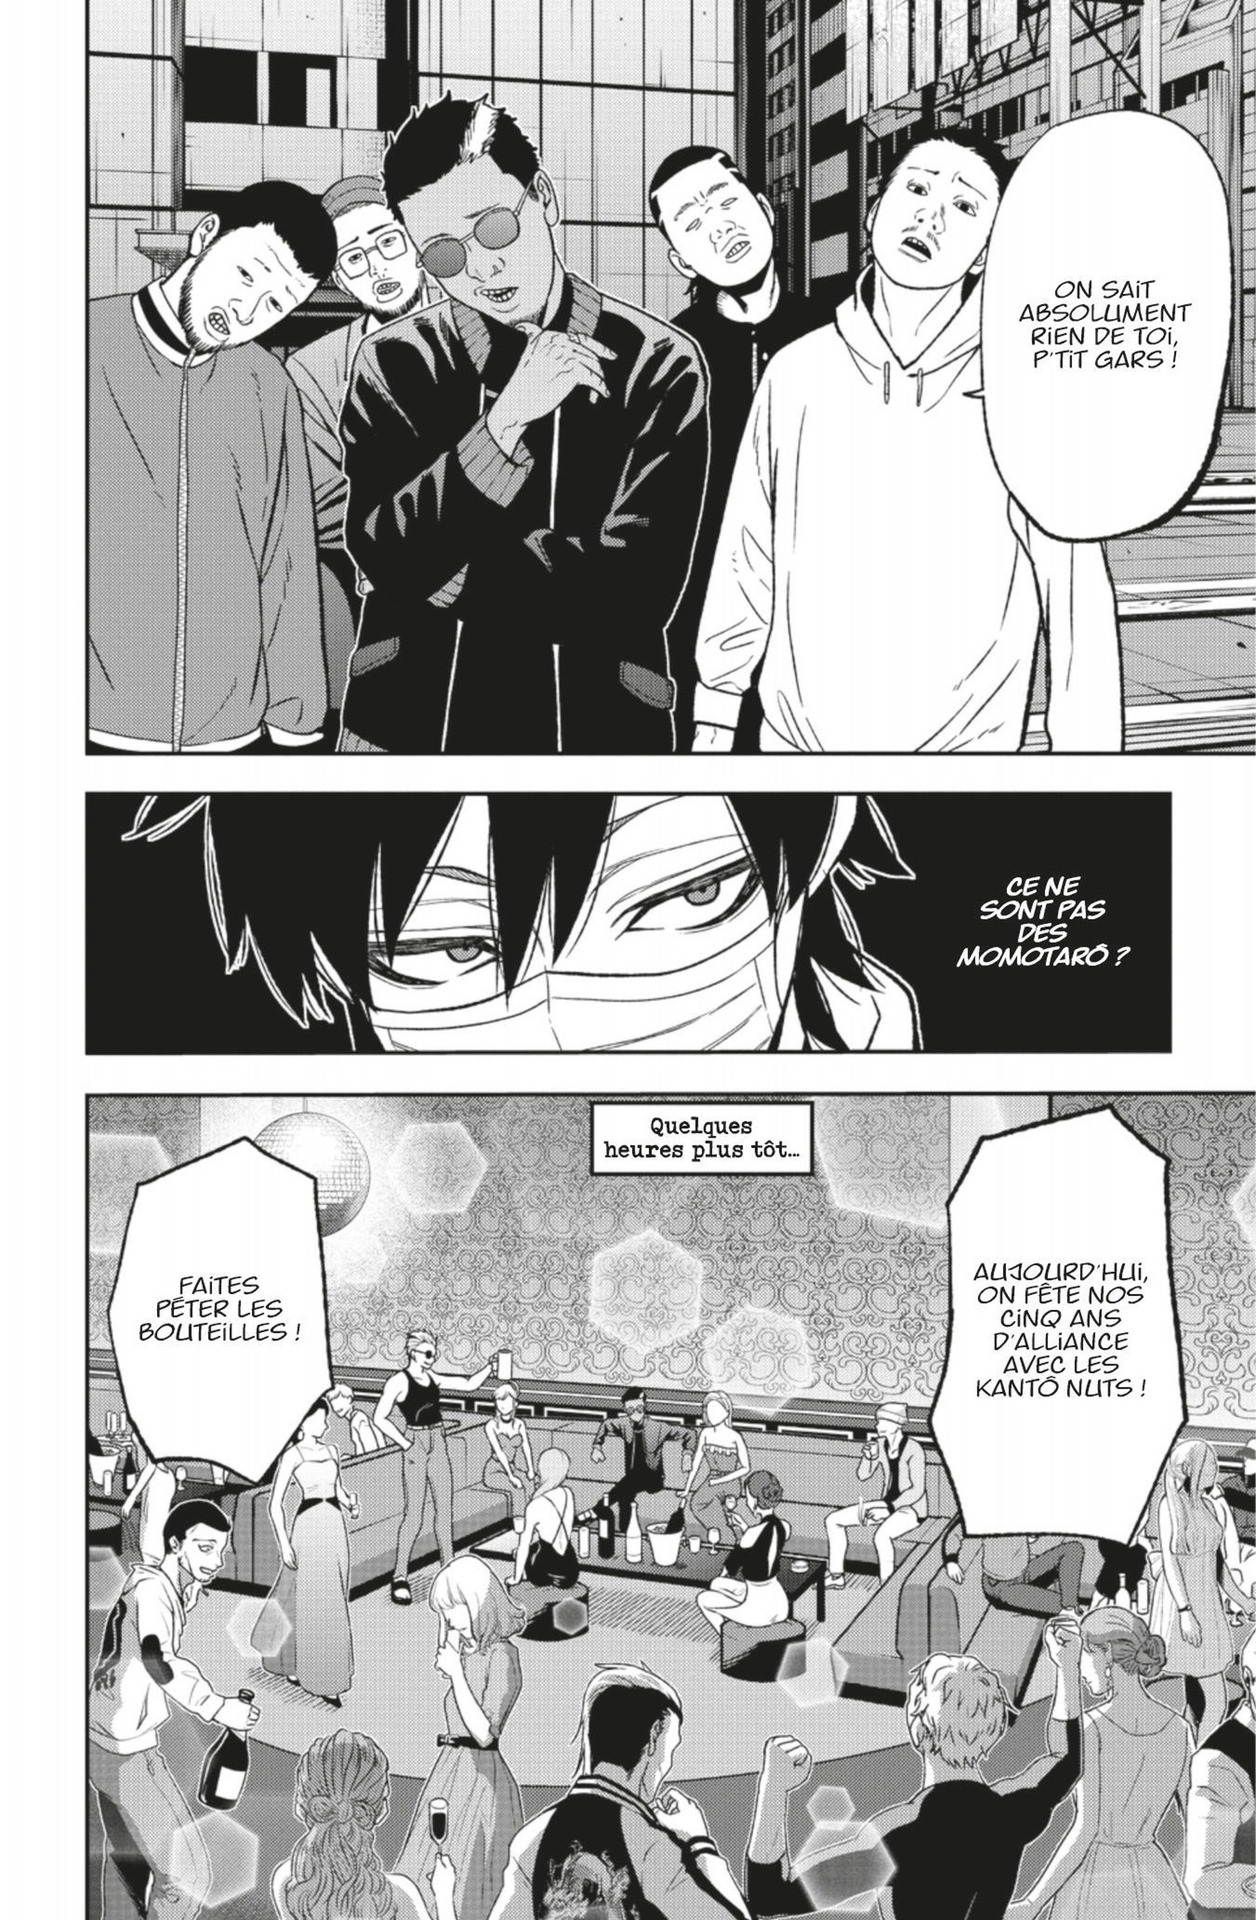 ON SAIT
ABSOLUMENT
RIEN DE TOI,
P'TIT GARS !
CE NE
SONT PAS
DES
MOMOTARÔ ?
Quelques
heures plus tôt...
AUJOURD'HUI,
ON FÊTE NOS
CINQ ANS
D'ALLIANCE
AVEC LES
KANTÔ NUTS !
FAITES
PÉTER LES
BOUTEILLES !